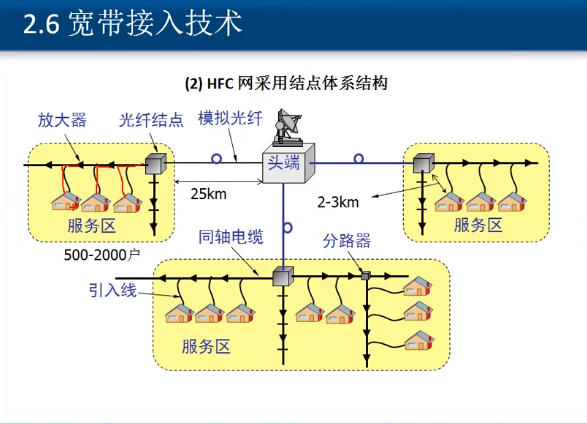 2.6 宽带接入技术
(2) HFC 网采用结点体系结构
放大器
光纤结点
模拟光纤
头端
25km
2-3km
服务区
服务区
500-2000户
同轴电缆
分路器
引入线
服务区